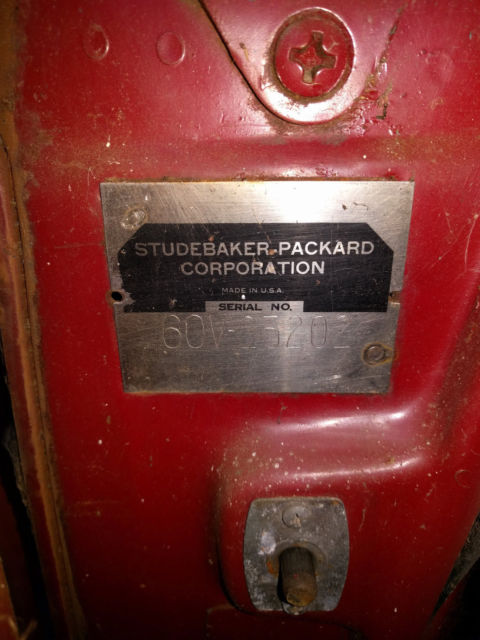 STUDEBAKER-PACKARD
CORPORATION
MADE IN U.S.A.
SERIAL NO.